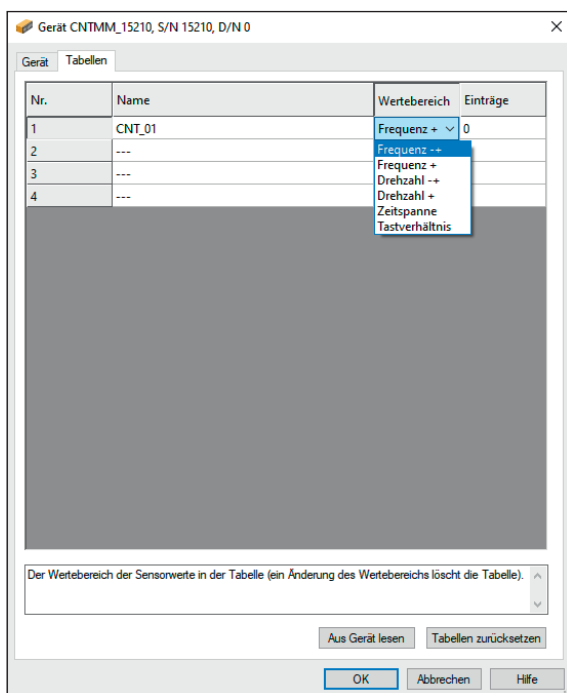 Gerät CNTMM_15210, S/N 15210, D/N 0
Gerät Tabellen
Nr. Name Wertebereich Einträge
1 CNT_01 Frequenz + 0
2 --- Frequenz -+
Frequenz +
3 --- Drehzahl -+
4 --- Drehzahl +
Zeitspanne
Tastverhältnis
Der Wertebereich der Sensorwerte in der Tabelle (ein Änderung des Wertebereichs löscht die Tabelle).
Aus Gerät lesen Tabellen zurücksetzen
OK Abbrechen Hilfe